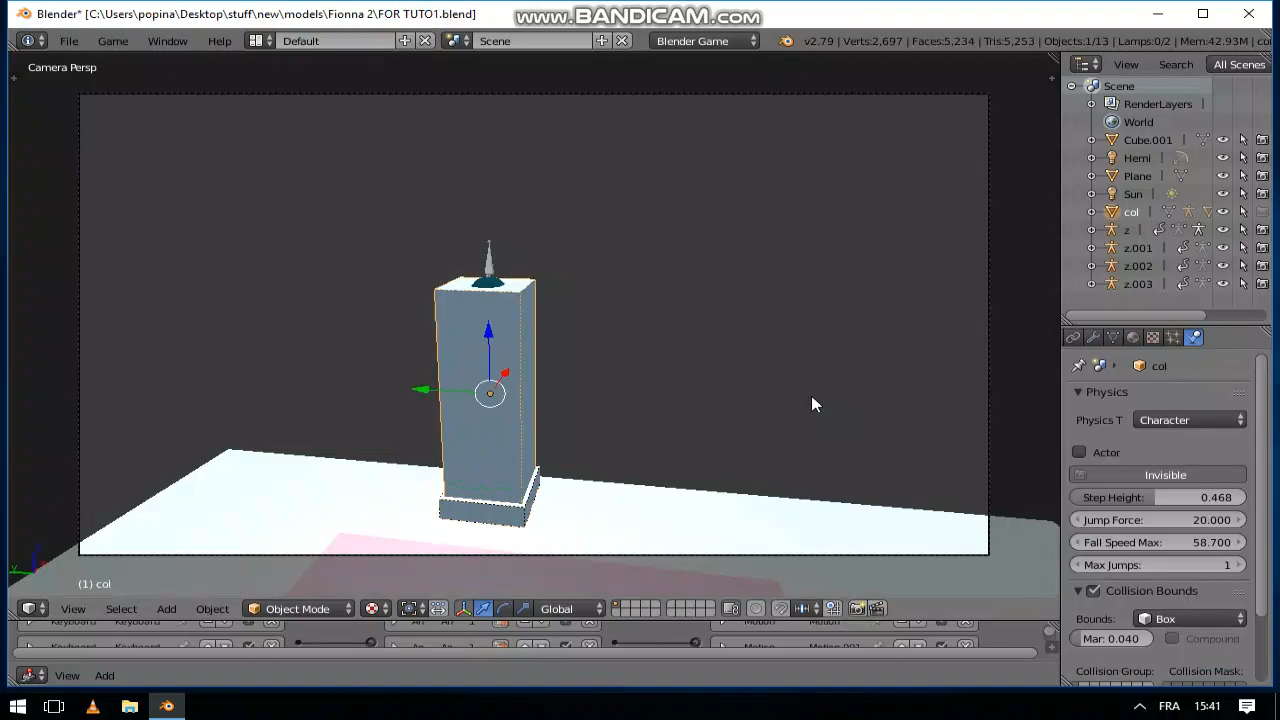 Blender* [C:\Users\popina\Desktop\stuff\new\models\Fionna 2\FOR TUTO1.blend]
www.BANDICAM.com
File Game Window Help Default Scene Blender Game v2.79 | Verts:2,697 | Faces:5,234 | Tris:5,253 | Objects:1/13 | Lamps:0/2 | Mem:42.93M | co
Camera Persp
View Search All Scenes
Scene
RenderLayers
World
Cube.001
Hemi
Plane
Sun
col
z
z.001
z.002
z.003
col
Physics
Physics T Character
Actor
Invisible
Step Height: 0.468
Jump Force: 20.000
Fall Speed Max: 58.700
Max Jumps: 1
Collision Bounds
Bounds: Box
Mar: 0.040 Compound
Collision Group: Collision Mask:
(1) col
View Select Add Object Object Mode Global
View Add
FRA 15:41